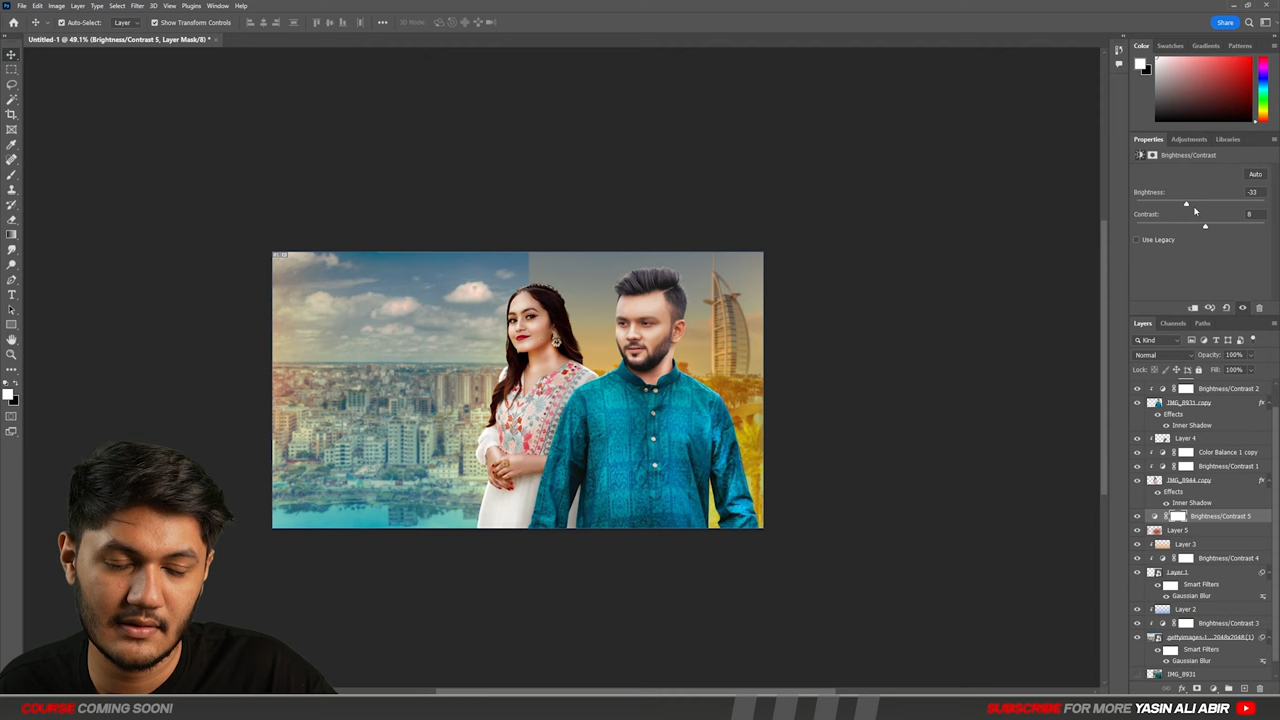 File Edit Image Layer Type Select Filter 3D View Plugins Window Help
Auto-Select: Layer Show Transform Controls 3D Mode: Share
Untitled-1 @ 49.1% (Brightness/Contrast 5, Layer Mask/8) *
Color Swatches Gradients Patterns
Properties Adjustments Libraries
Brightness/Contrast
Auto
Brightness: -33
Contrast: 8
Use Legacy
Layers Channels Paths
Kind
Normal Opacity: 100%
Lock: Fill: 100%
Brightness/Contrast 2
IMG_8931 copy fx
Effects
Inner Shadow
Layer 4
Color Balance 1 copy
Brightness/Contrast 1
IMG_8944 copy fx
Effects
Inner Shadow
Brightness/Contrast 5
Layer 5
Layer 3
Brightness/Contrast 4
Layer 1
Smart Filters
Gaussian Blur
Layer 2
Brightness/Contrast 3
gettyimages-1...2048x2048 (1)
Smart Filters
Gaussian Blur
IMG_8931
COURSE COMING SOON!
SUBSCRIBE FOR MORE YASIN ALI ABIR